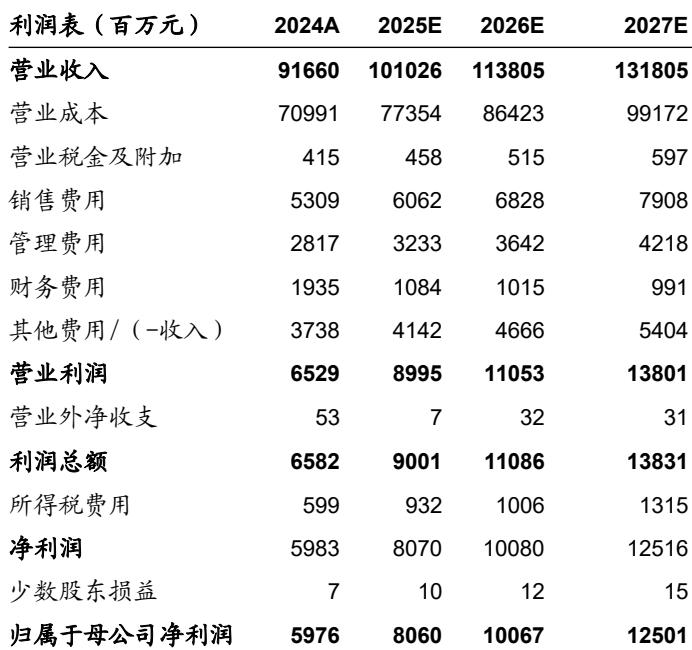 利润表（百万元） 2024A 2025E 2026E 2027E
营业收入 91660 101026 113805 131805
营业成本 70991 77354 86423 99172
营业税金及附加 415 458 515 597
销售费用 5309 6062 6828 7908
管理费用 2817 3233 3642 4218
财务费用 1935 1084 1015 991
其他费用/（-收入） 3738 4142 4666 5404
营业利润 6529 8995 11053 13801
营业外净收支 53 7 32 31
利润总额 6582 9001 11086 13831
所得税费用 599 932 1006 1315
净利润 5983 8070 10080 12516
少数股东损益 7 10 12 15
归属于母公司净利润 5976 8060 10067 12501